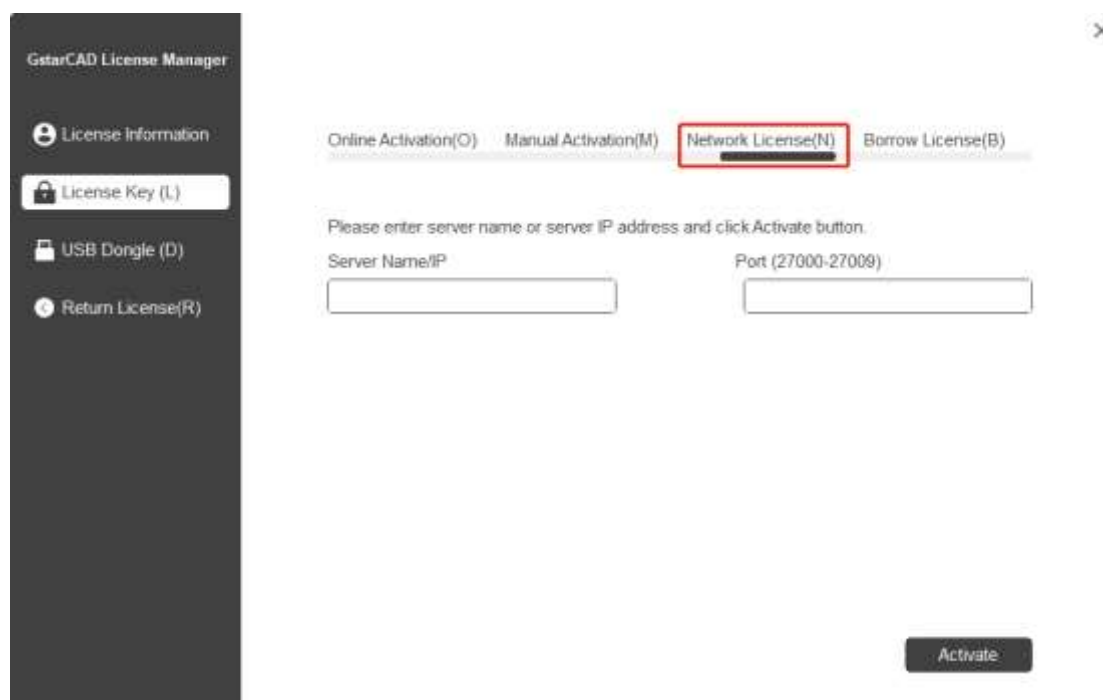 GstarCAD License Manager
License Information
License Key (L)
USB Dongle (D)
Return License(R)
Online Activation(O) Manual Activation(M) Network License(N) Borrow License(B)
Please enter server name or server IP address and click Activate button.
Server Name/IP Port (27000-27009)
Activate